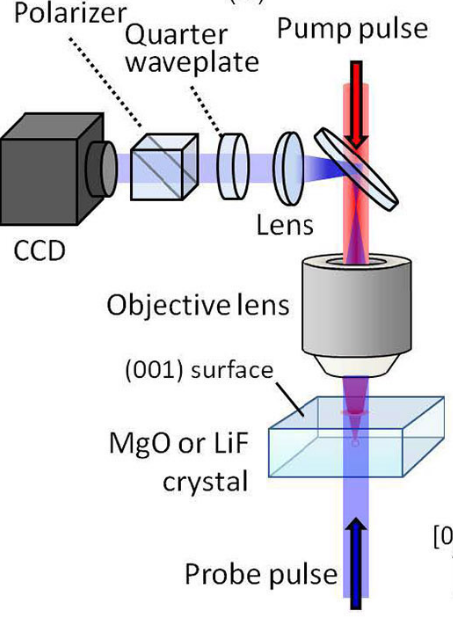 Polarizer
Quarter
waveplate
Pump pulse
Lens
CCD
Objective lens
(001) surface
MgO or LiF
crystal
Probe pulse
[0